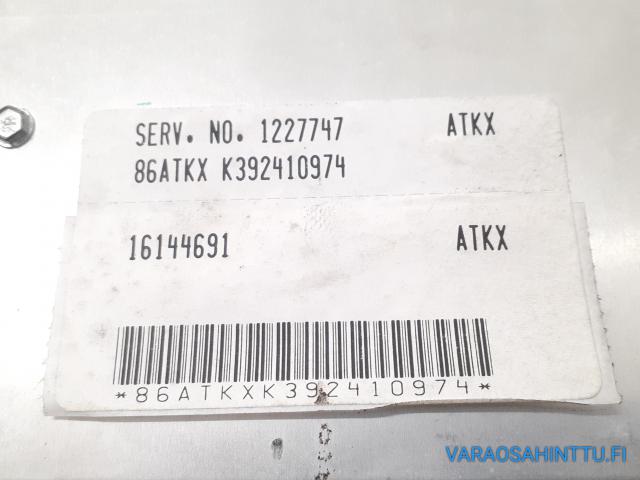 SERV. NO. 1227747 ATKX
86ATKX K392410974
16144691 ATKX
*86ATKXK392410974*
VARAOSAHINTTU.FI